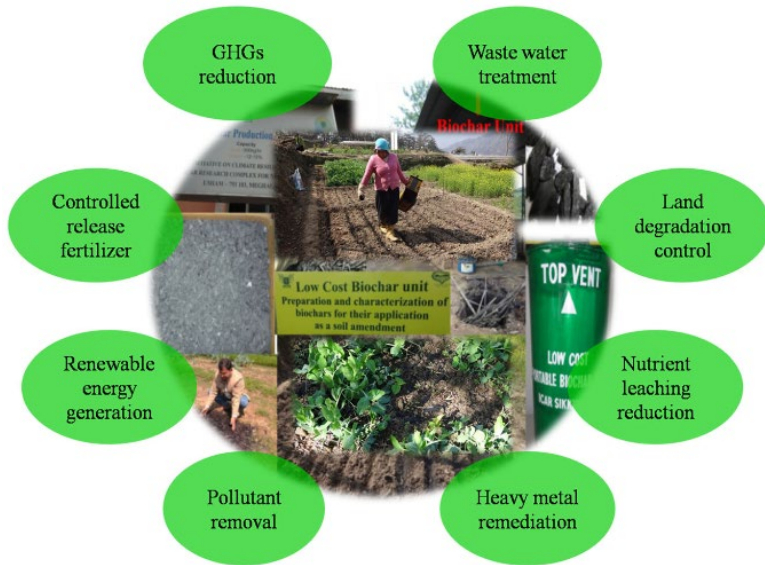 GHGs
reduction
Waste water
treatment
Biochar Unit
Production
Controlled
release
fertilizer
Land
degradation
control
Low Cost Biochar unit
Preparation and characterization of
biochars for their application
as a soil amendment
TOP VENT
LOW COST
Renewable
energy
generation
Nutrient
leaching
reduction
Pollutant
removal
Heavy metal
remediation